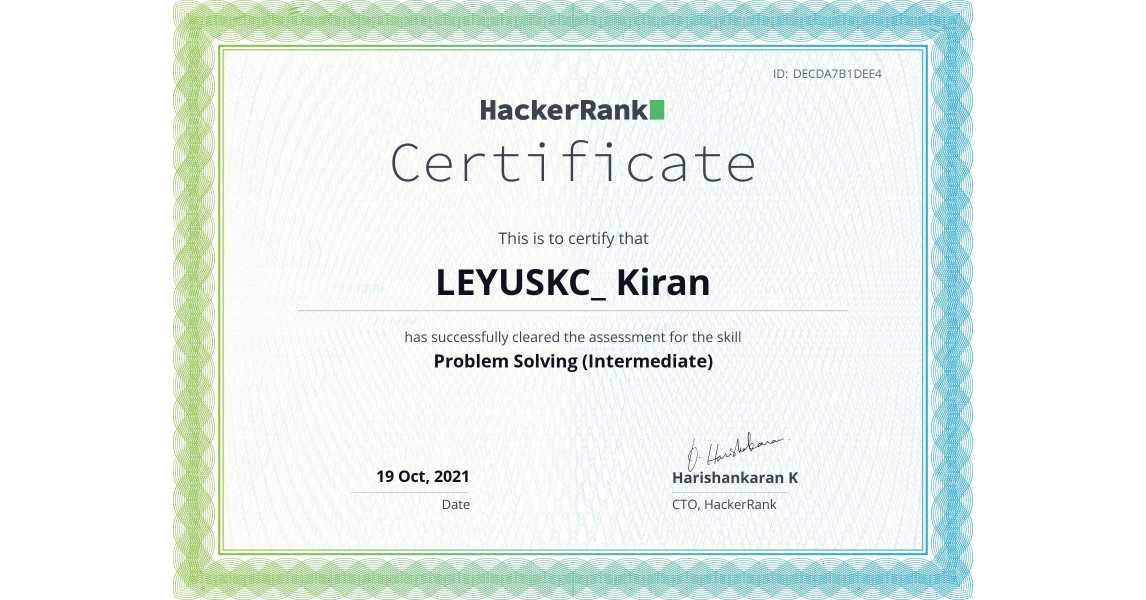 ID: DECDA7B1DEE4
HackerRank
Certificate
This is to certify that
LEYUSKC_ Kiran
has successfully cleared the assessment for the skill
Problem Solving (Intermediate)
D. Harishankaran
19 Oct, 2021
Harishankaran K
Date
CTO, HackerRank